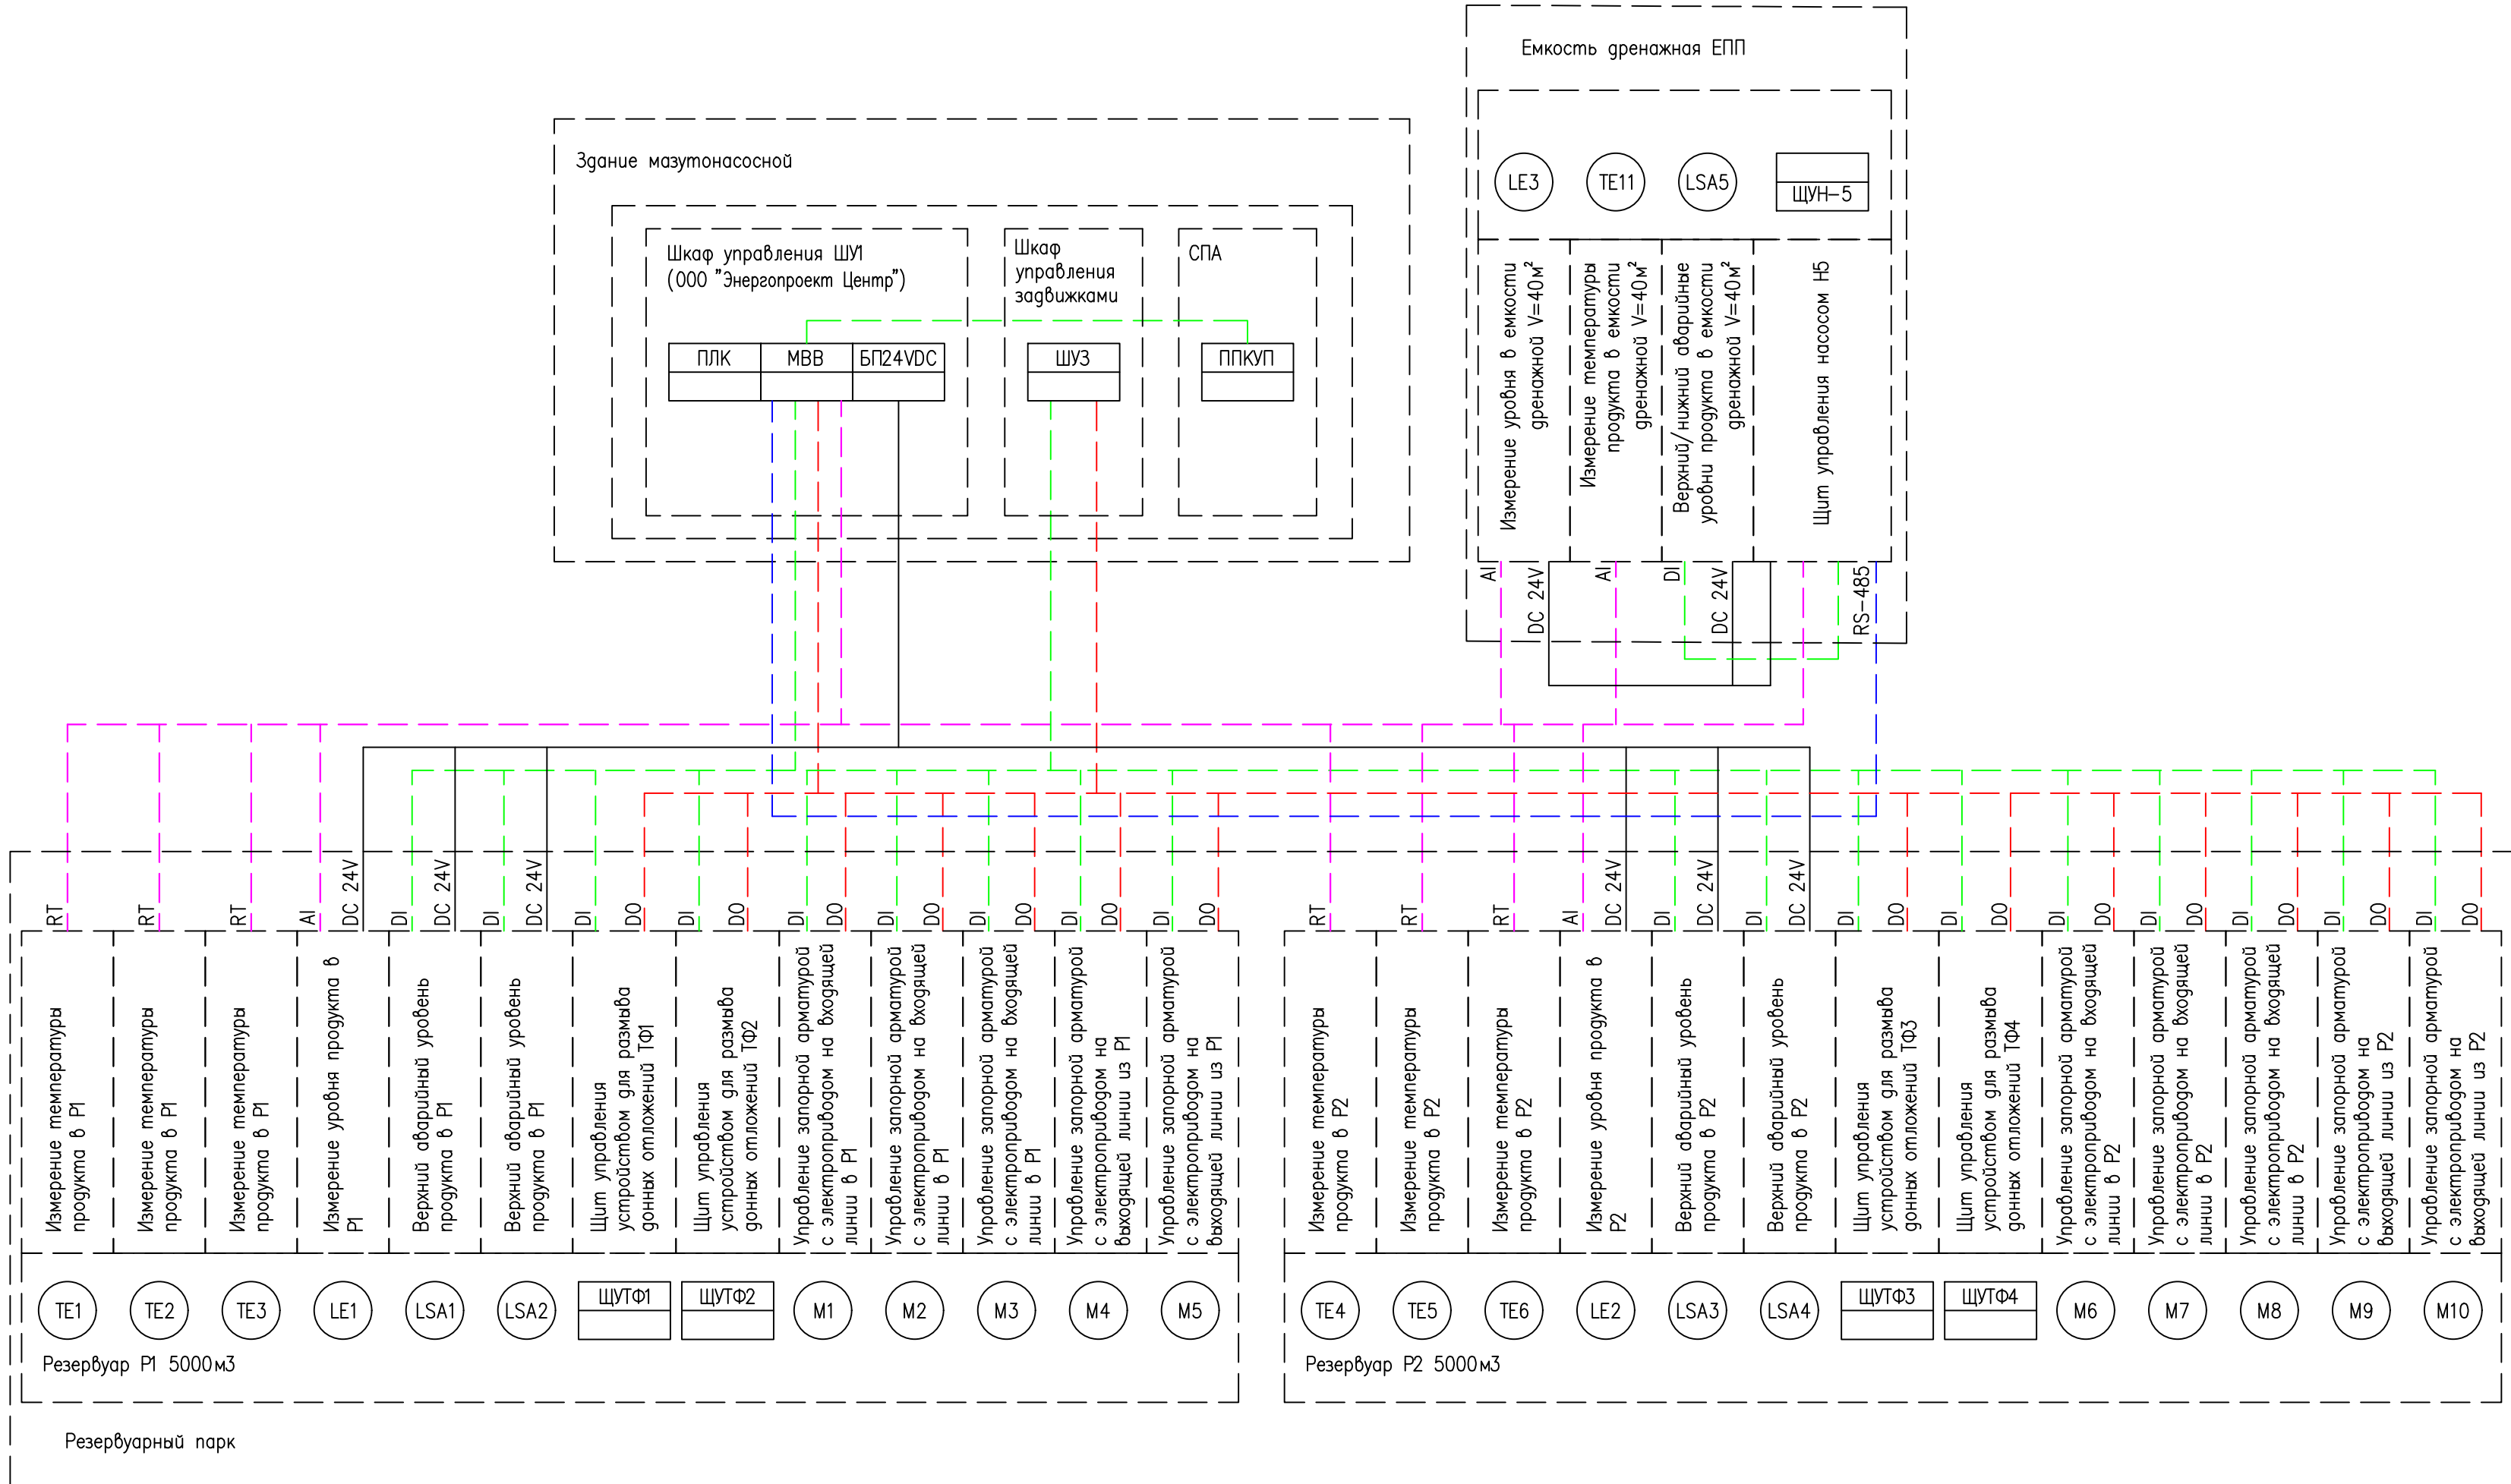 Емкость дренажная ЕПП
LE3
TE11
LSA5
ЩУН-5
Измерение уровня в емкости
дренажной V=40м²
Измерение температуры
продукта в емкости
дренажной V=40м²
Верхний/нижний аварийные
уровни продукта в емкости
дренажной V=40м²
Щит управления насосом Н5
AI
DC 24V
AI
DI
DC 24V
RS-485
Здание мазутонасосной
Шкаф управления ШУ1
(ООО "Энергопроект Центр")
ПЛК
МВВ
БП24VDC
Шкаф
управления
задвижками
ШУЗ
СПА
ППКУП
RT
RT
RT
AI
DC 24V
DI
DC 24V
DI
DC 24V
DI
DO
DI
DO
DI
DO
DI
DO
DI
DO
DI
DO
DI
DO
Измерение температуры
продукта в Р1
Измерение температуры
продукта в Р1
Измерение температуры
продукта в Р1
Измерение уровня продукта в
Р1
Верхний аварийный уровень
продукта в Р1
Верхний аварийный уровень
продукта в Р1
Щит управления
устройством для размыва
донных отложений ТФ1
Щит управления
устройством для размыва
донных отложений ТФ2
Управление запорной арматурой
с электроприводом на входящей
линии в Р1
Управление запорной арматурой
с электроприводом на входящей
линии в Р1
Управление запорной арматурой
с электроприводом на входящей
линии в Р1
Управление запорной арматурой
с электроприводом на
выходящей линии из Р1
Управление запорной арматурой
с электроприводом на
выходящей линии из Р1
TE1
TE2
TE3
LE1
LSA1
LSA2
ЩУТФ1
ЩУТФ2
М1
М2
М3
М4
М5
Резервуар Р1 5000м3
RT
RT
RT
AI
DC 24V
DI
DC 24V
DI
DC 24V
DI
DO
DI
DO
DI
DO
DI
DO
DI
DO
DI
DO
DI
DO
Измерение температуры
продукта в Р2
Измерение температуры
продукта в Р2
Измерение температуры
продукта в Р2
Измерение уровня продукта в
Р2
Верхний аварийный уровень
продукта в Р2
Верхний аварийный уровень
продукта в Р2
Щит управления
устройством для размыва
донных отложений ТФ3
Щит управления
устройством для размыва
донных отложений ТФ4
Управление запорной арматурой
с электроприводом на входящей
линии в Р2
Управление запорной арматурой
с электроприводом на входящей
линии в Р2
Управление запорной арматурой
с электроприводом на входящей
линии в Р2
Управление запорной арматурой
с электроприводом на
выходящей линии из Р2
Управление запорной арматурой
с электроприводом на
выходящей линии из Р2
TE4
TE5
TE6
LE2
LSA3
LSA4
ЩУТФ3
ЩУТФ4
М6
М7
М8
М9
М10
Резервуар Р2 5000м3
Резервуарный парк